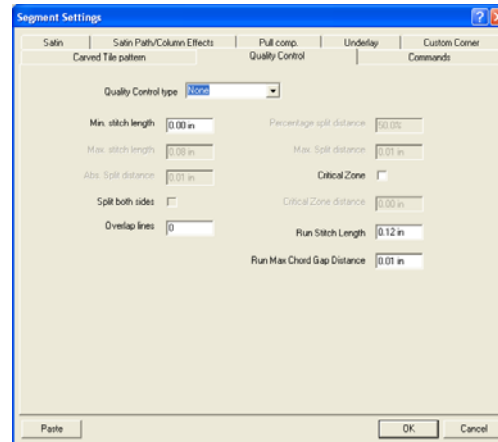 Segment Settings
Satin Satin Path/Column Effects Pull comp. Underlay Custom Corner
Carved Tile pattern Quality Control Commands
Quality Control type None
Min. stitch length 0.00 in Percentage split distance 50.0%
Max. stitch length 0.08 in Max. Split distance 0.01 in
Abs. Split distance 0.01 in Critical Zone
Split both sides Critical Zone distance 0.00 in
Overlap lines 0 Run Stitch Length 0.12 in
Run Max Chord Gap Distance 0.01 in
Paste OK Cancel